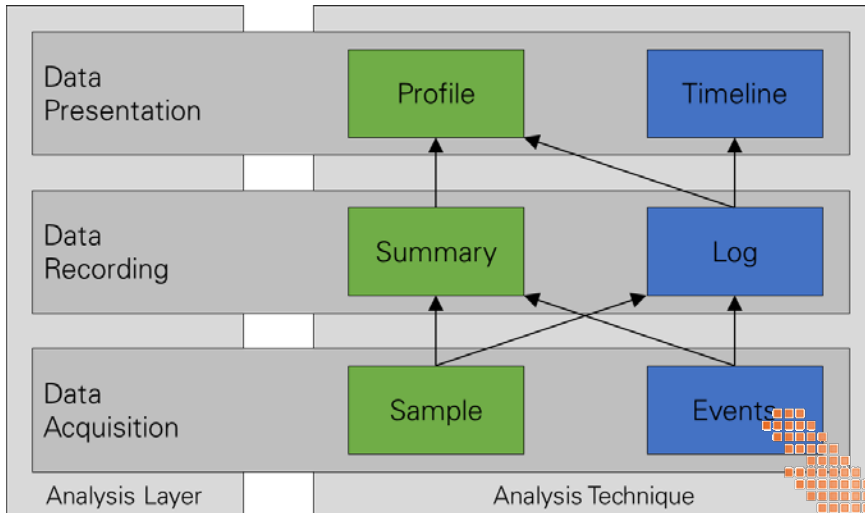 Data
Presentation
Profile
Timeline
Data
Recording
Summary
Log
Data
Acquisition
Sample
Events
Analysis Layer
Analysis Technique